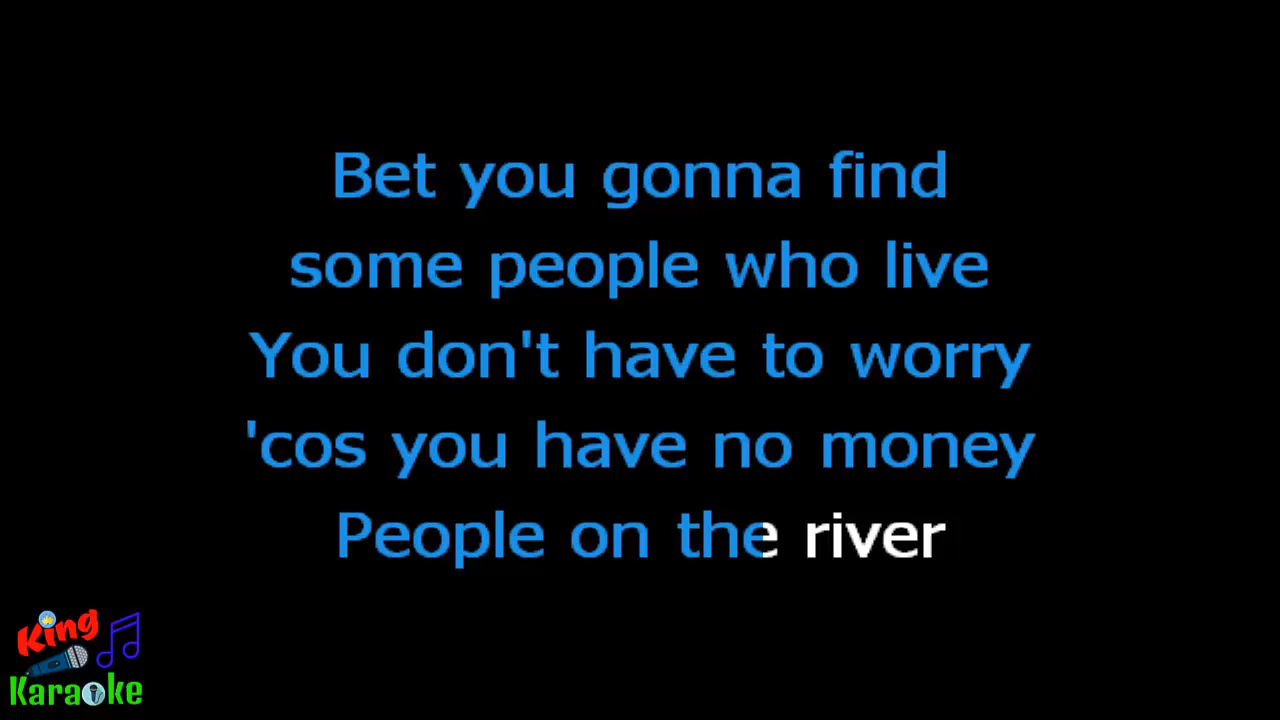 Bet you gonna find
some people who live
You don't have to worry
'cos you have no money
People on the river
King
Karaoke